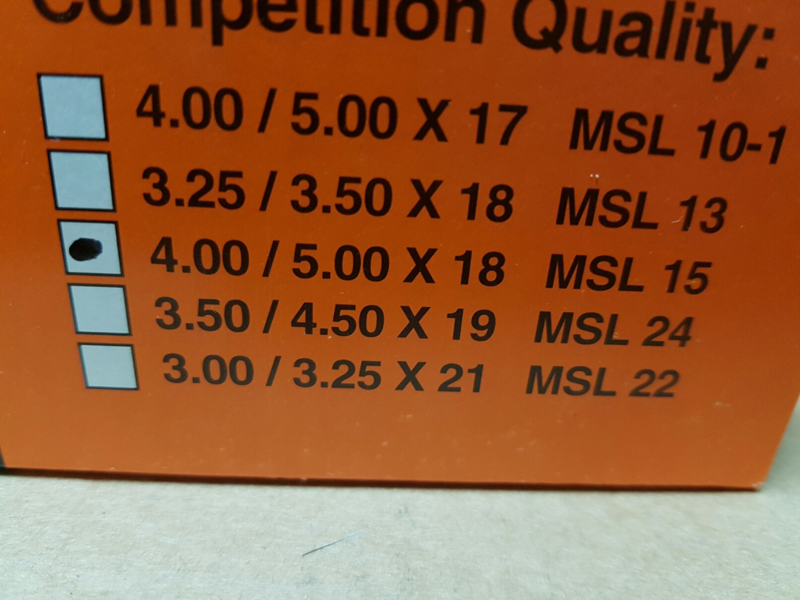 Competition Quality:
4.00 / 5.00 X 17 MSL 10-1
3.25 / 3.50 X 18 MSL 13
4.00 / 5.00 X 18 MSL 15
3.50 / 4.50 X 19 MSL 24
3.00 / 3.25 X 21 MSL 22